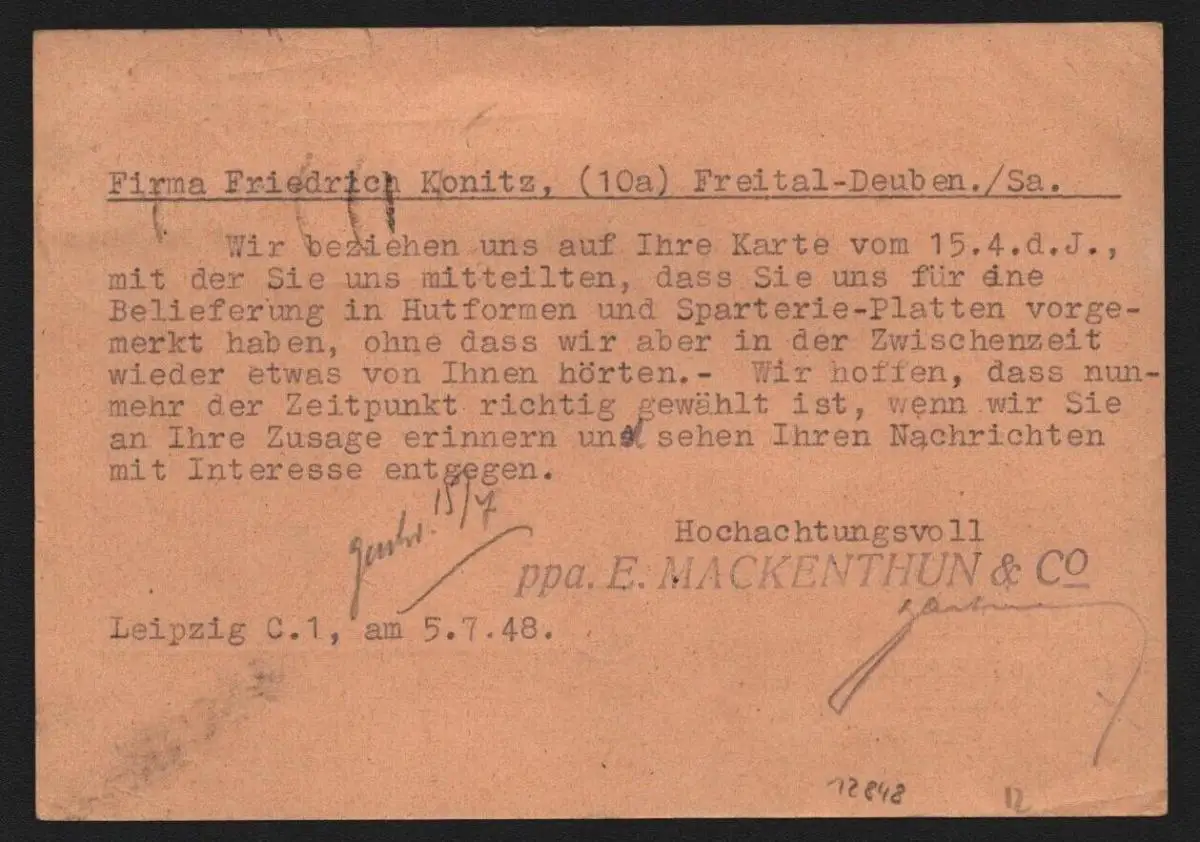 Firma Friedrich Konitz, (10a) Freital-Deuben./Sa.
Wir beziehen uns auf Ihre Karte vom 15.4.d.J.,
mit der Sie uns mitteilten, dass Sie uns für eine
Belieferung in Hutformen und Sparterie-Platten vorge-
merkt haben, ohne dass wir aber in der Zwischenzeit
wieder etwas von Ihnen hörten.- Wir hoffen, dass nun-
mehr der Zeitpunkt richtig gewählt ist, wenn wir Sie
an Ihre Zusage erinnern und sehen Ihren Nachrichten
mit Interesse entgegen.
15/7
Hochachtungsvoll
ppa. E. MACKENTHUN & Co
Leipzig C.1, am 5.7.48.
12848
12